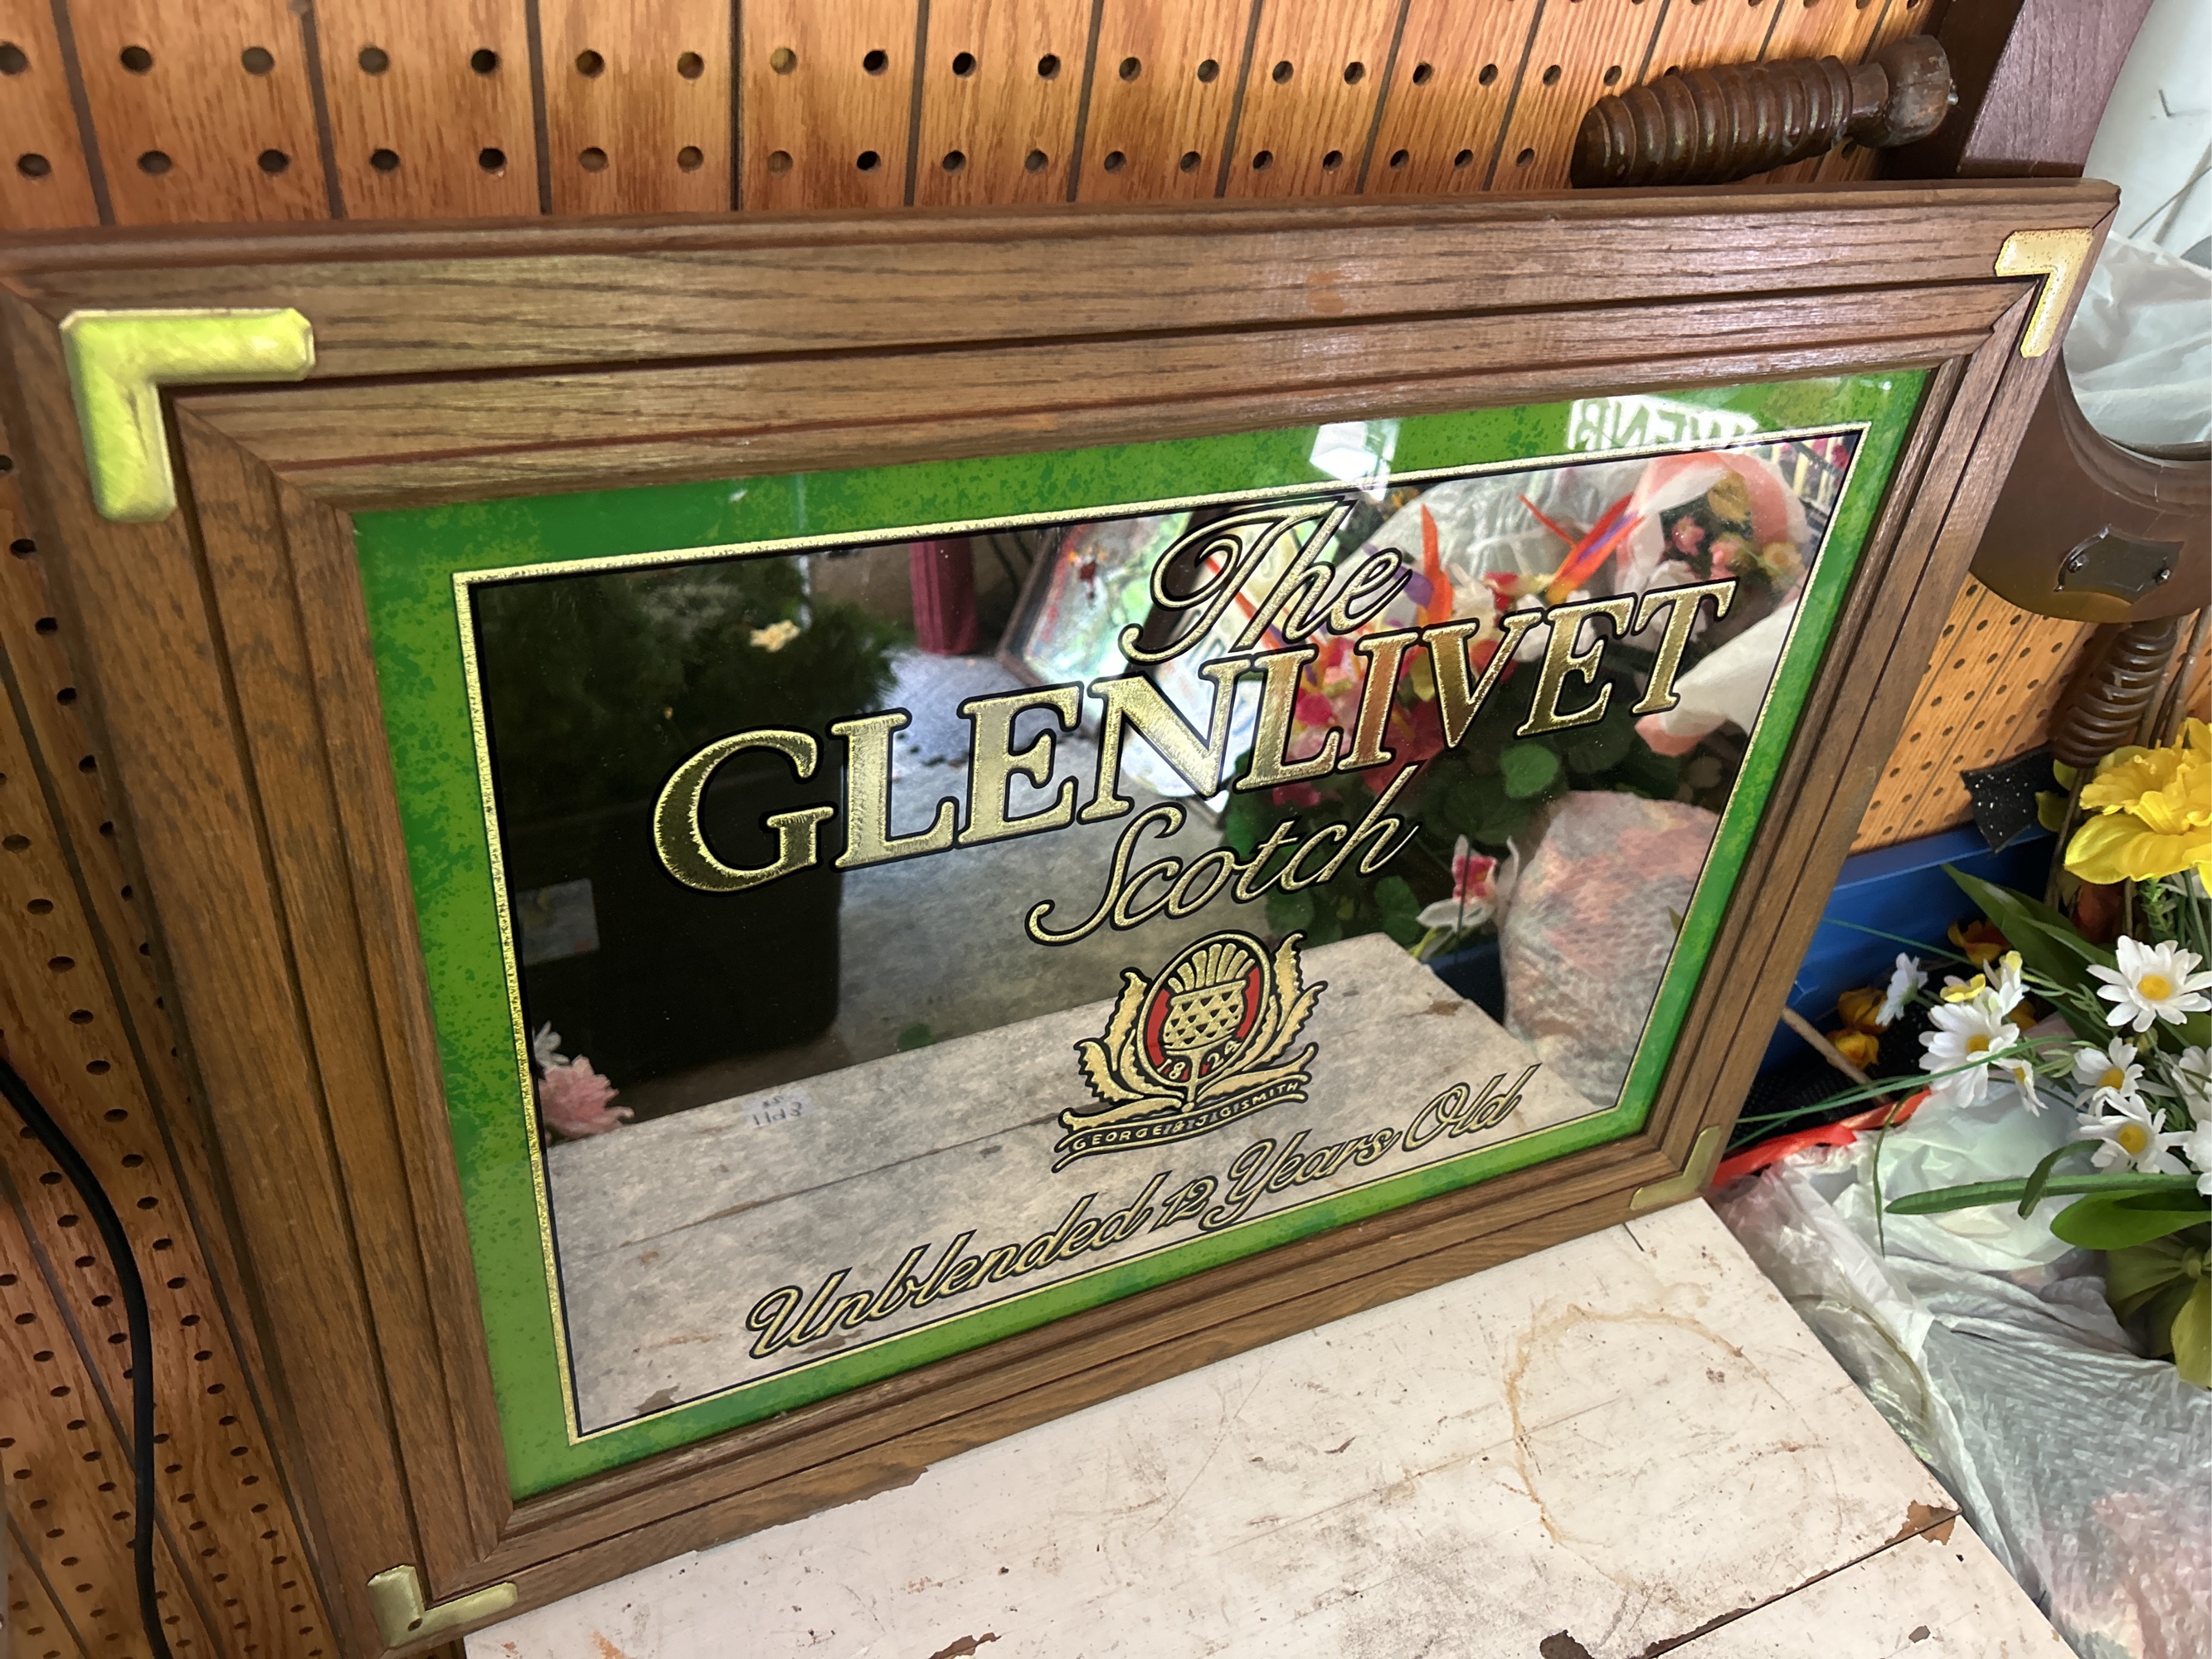 The
GLENLIVET
Scotch
1824
GEORGE & J.G. SMITH
Unblended 12 Years Old